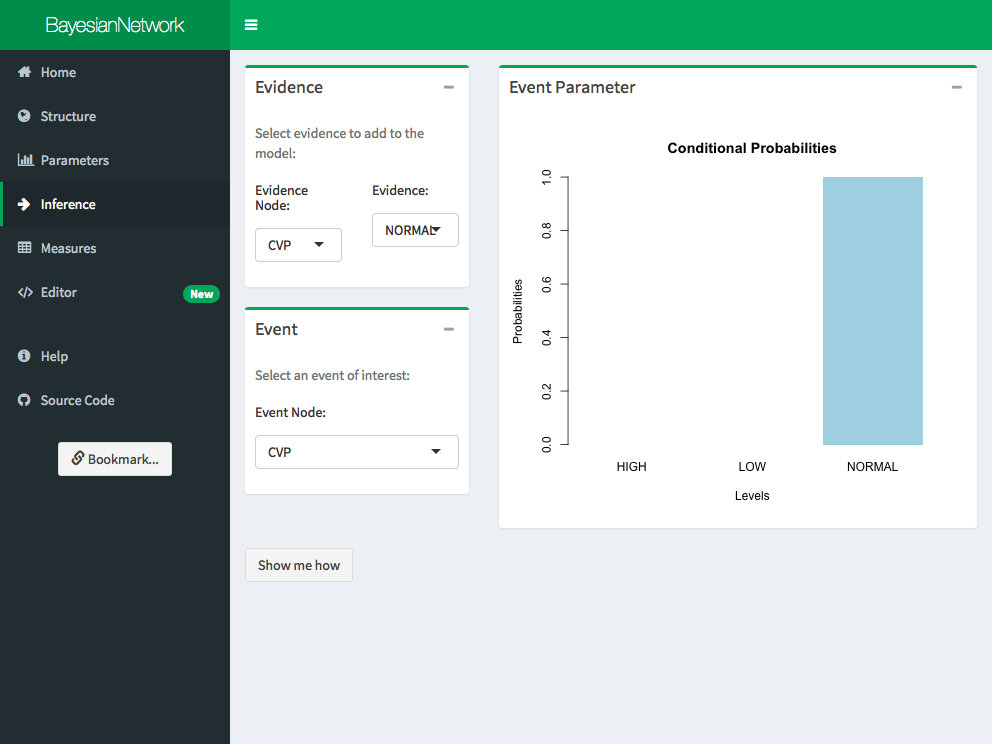 BayesianNetwork
Home
Structure
Parameters
Inference
Measures
Editor New
Help
Source Code
Bookmark...
Evidence
Select evidence to add to the
model:
Evidence
Node:
CVP
Evidence:
NORMAL
Event
Select an event of interest:
Event Node:
CVP
Show me how
Event Parameter
Conditional Probabilities
Probabilities
1.0
0.8
0.6
0.4
0.2
0.0
HIGH LOW NORMAL
Levels